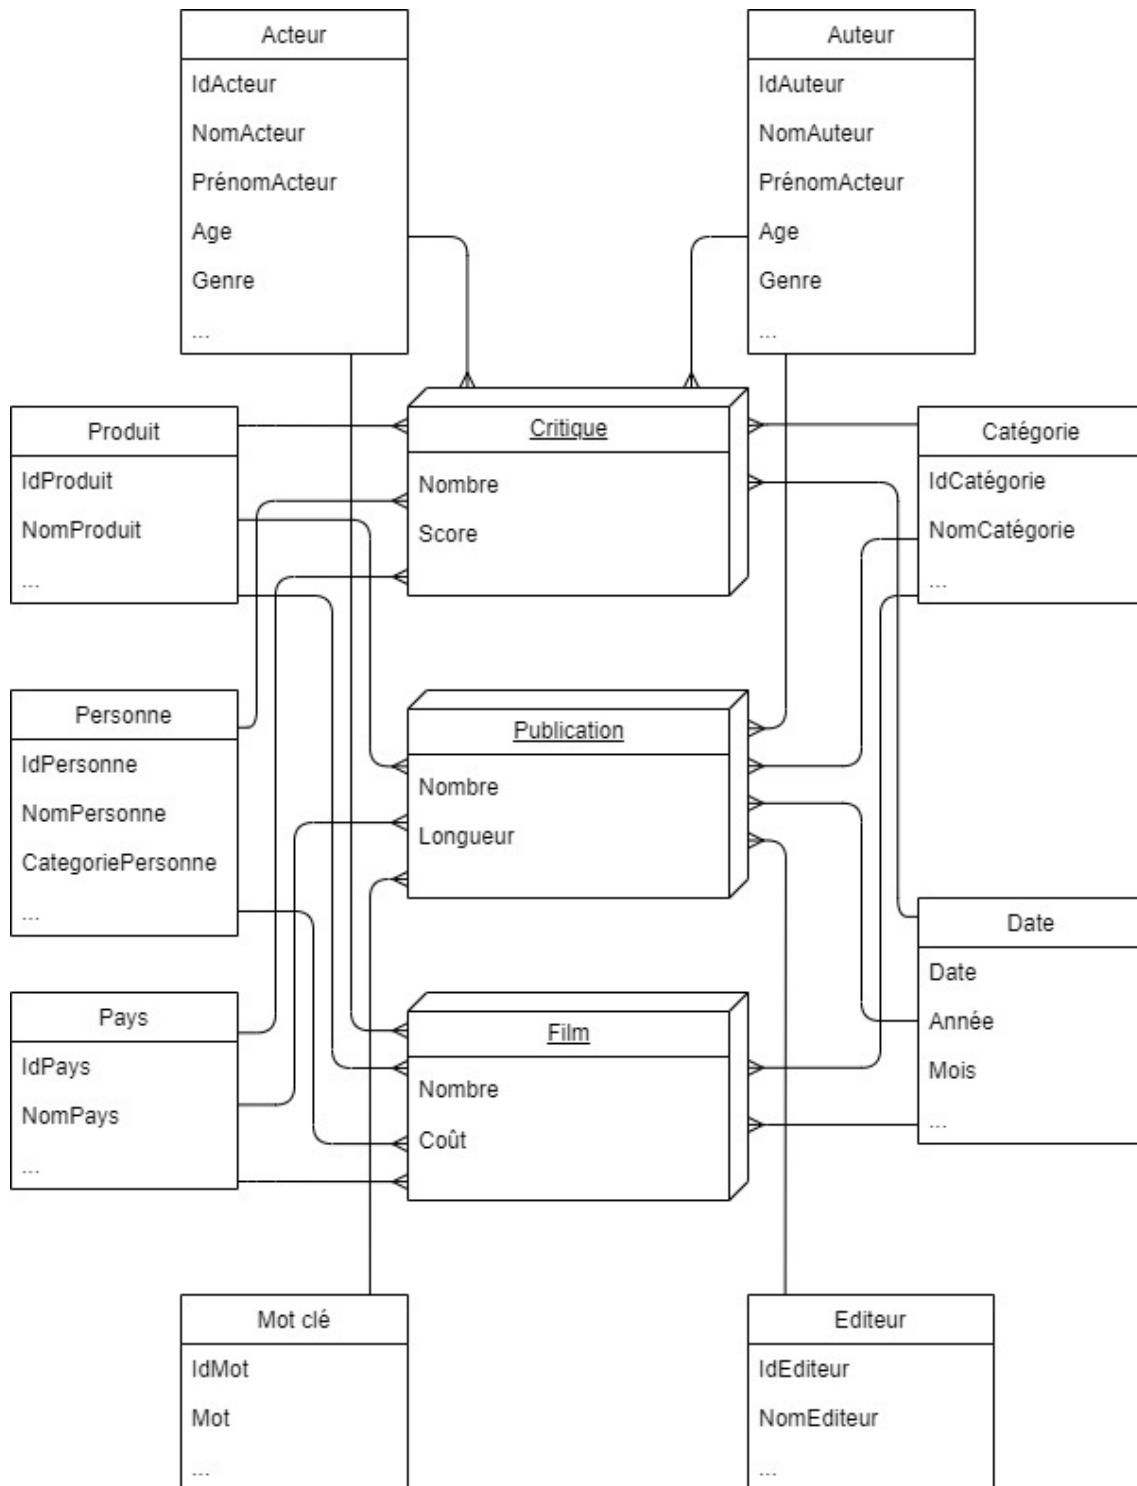 Acteur
IdActeur
NomActeur
PrénomActeur
Age
Genre
...
Auteur
IdAuteur
NomAuteur
PrénomActeur
Age
Genre
...
Produit
IdProduit
NomProduit
...
Critique
Nombre
Score
Catégorie
IdCatégorie
NomCatégorie
...
Personne
IdPersonne
NomPersonne
CategoriePersonne
...
Publication
Nombre
Longueur
Date
Date
Année
Mois
...
Pays
IdPays
NomPays
...
Film
Nombre
Coût
Mot clé
IdMot
Mot
...
Editeur
IdEditeur
NomEditeur
...